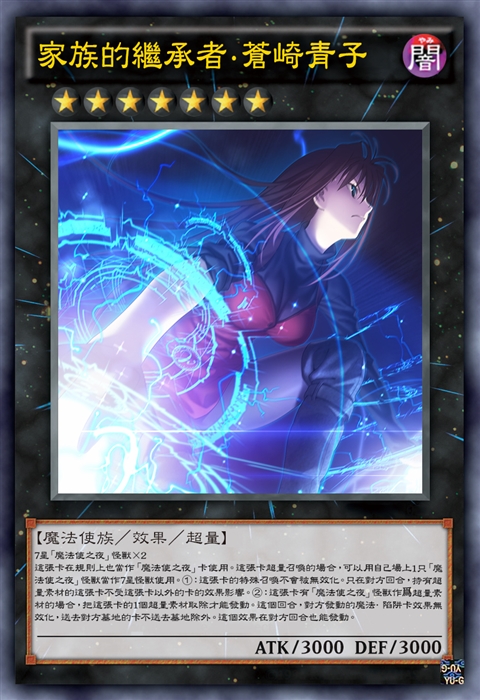 家族的繼承者·蒼崎青子
やみ
闇
【魔法使族／效果／超量】
7星「魔法使之夜」怪獸×2
這張卡在規則上也當作「魔法使之夜」卡使用。這張卡超量召喚的場合，可以用自己場上1只「魔
法使之夜」怪獸當作7星怪獸使用。①：這張卡的特殊召喚不會被無效化。只在對方回合，持有超
量素材的這張卡不受這張卡以外的卡的效果影響。②：這張卡有「魔法使之夜」怪獸作爲超量素
材的場合，把這張卡的1個超量素材取除才能發動。這個回合，對方發動的魔法·陷阱卡效果無
效化，送去對方墓地的卡不送去墓地除外。這個效果在對方回合也能發動。
ATK/3000 DEF/3000
YU-G